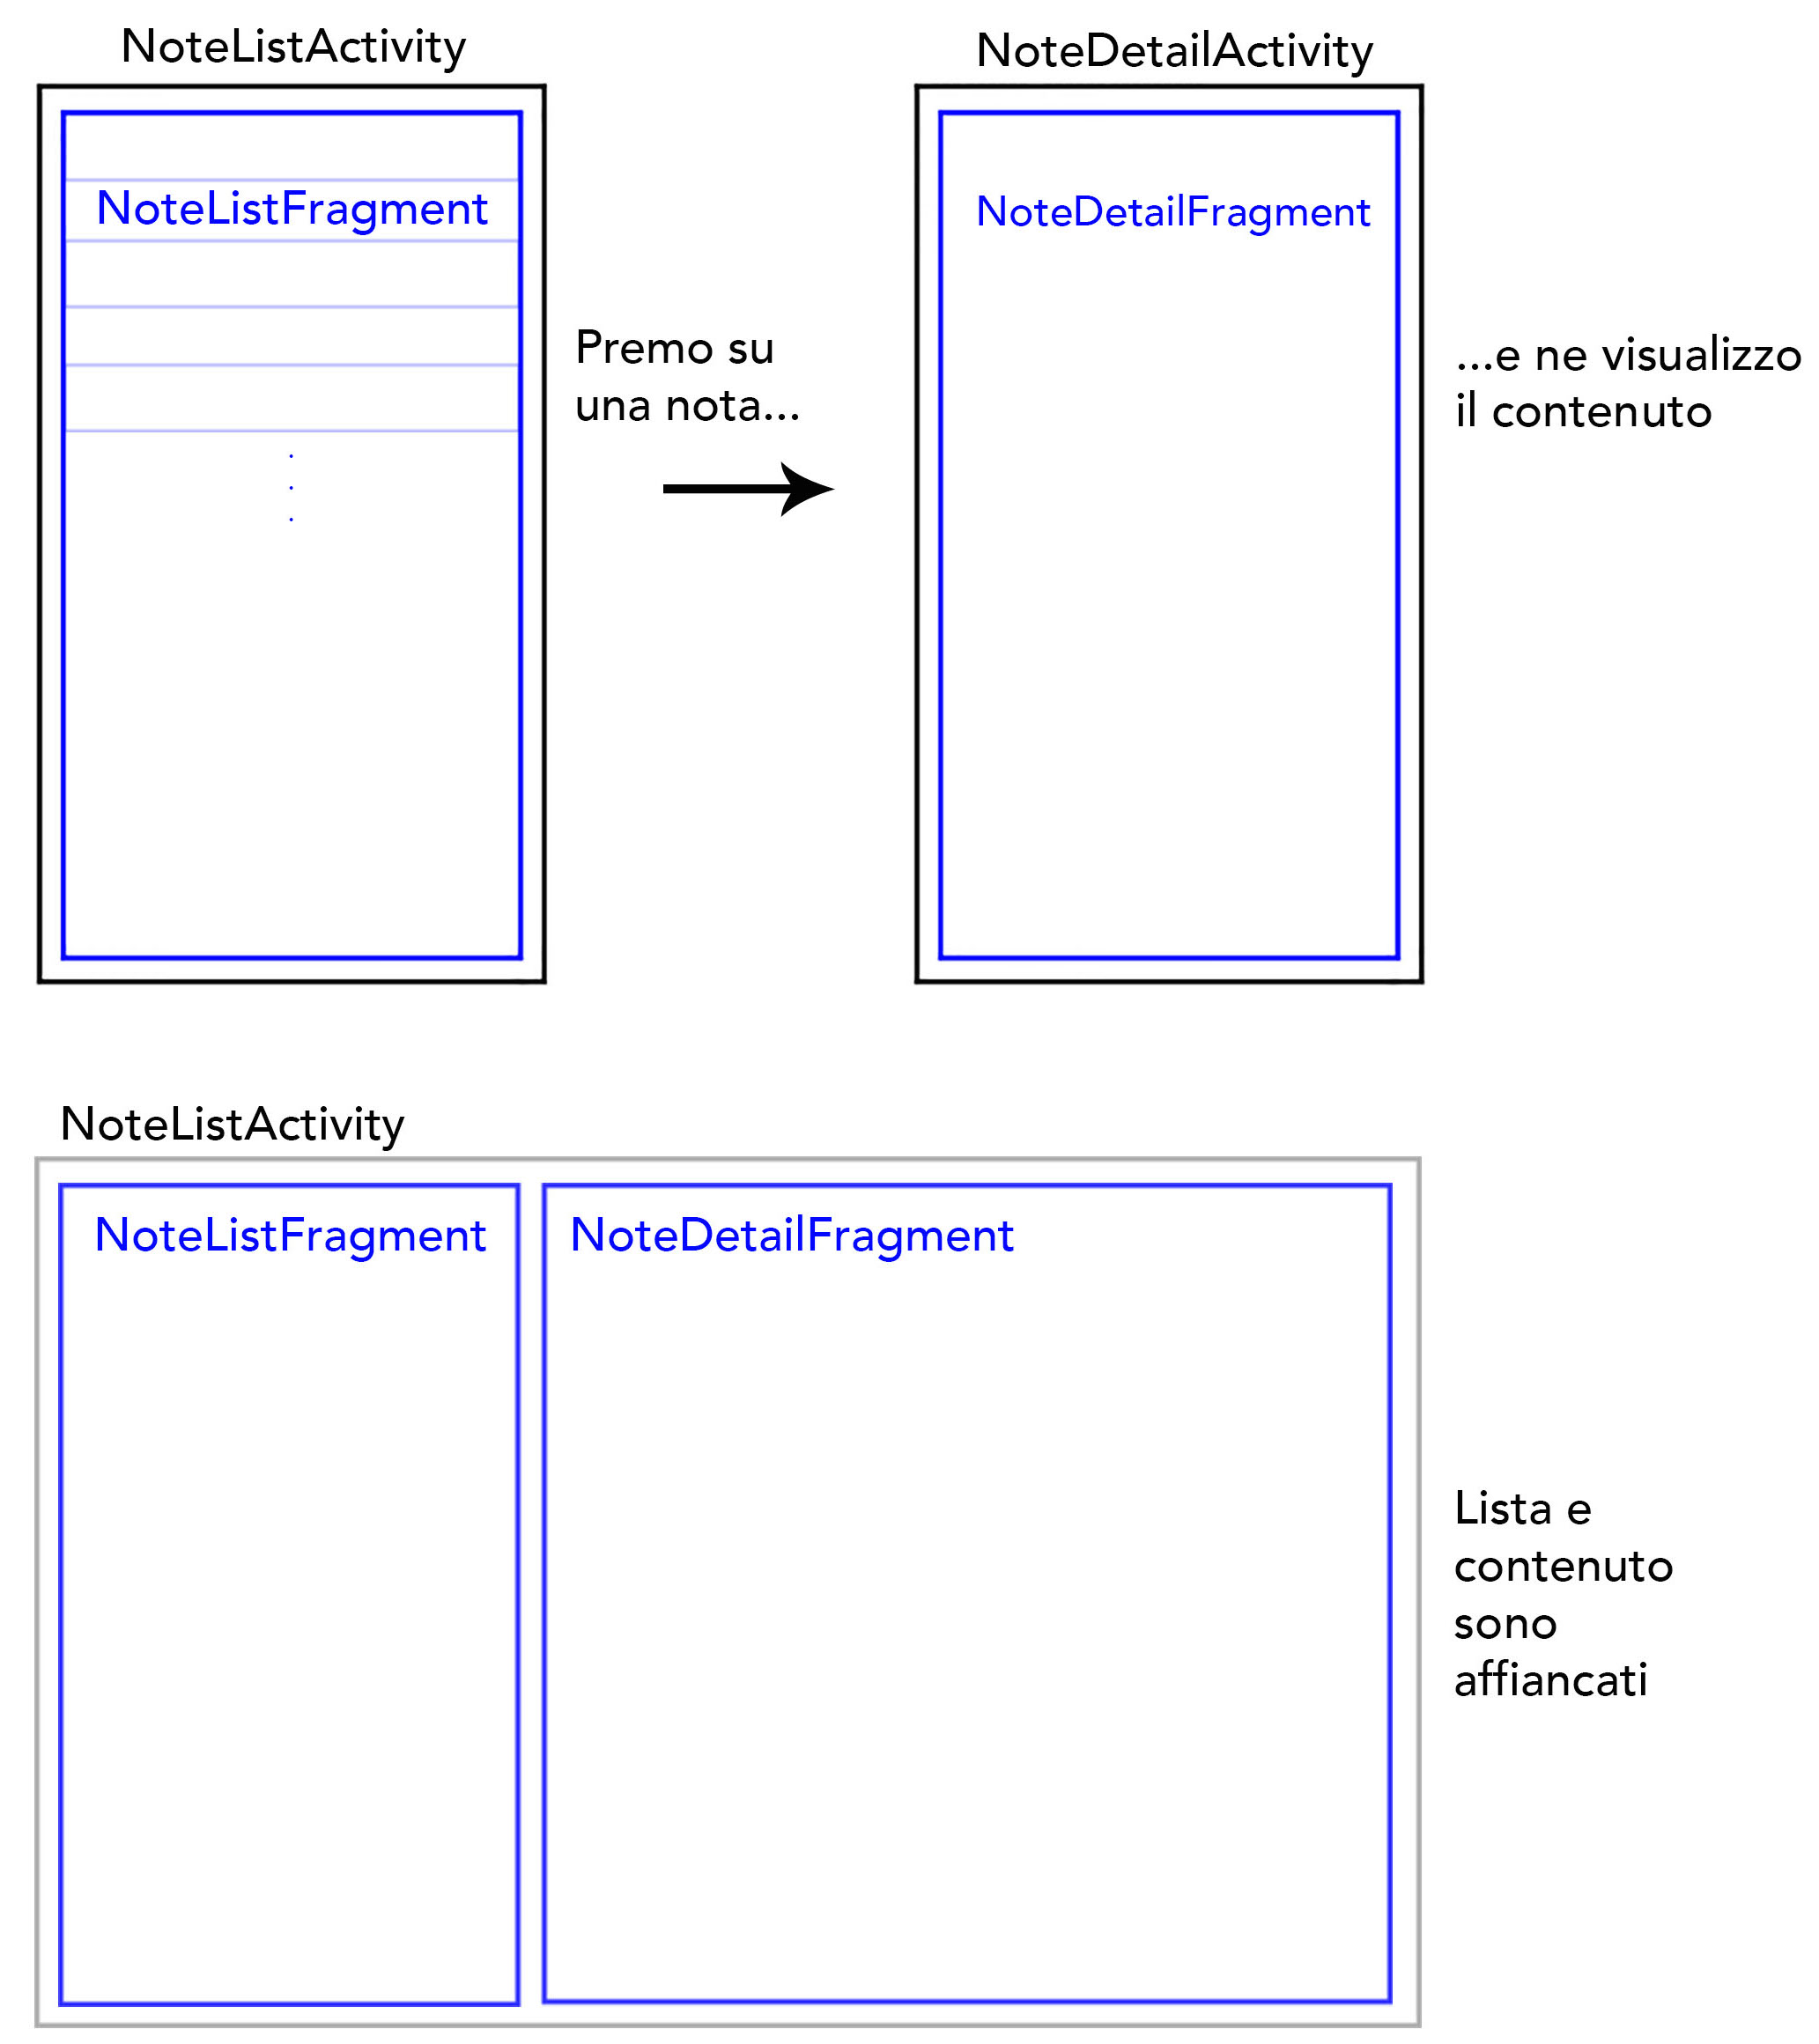 NoteListActivity
NoteListFragment
Premo su
una nota...
NoteDetailActivity
NoteDetailFragment
...e ne visualizzo
il contenuto
NoteListActivity
NoteListFragment
NoteDetailFragment
Lista e
contenuto
sono
affiancati